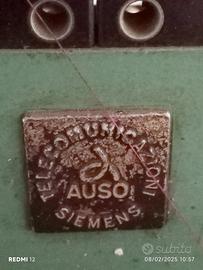 TELECOMUNICAZIONI
AUSO
SIEMENS
REDMI 12
08/02/2025 10:57
subito